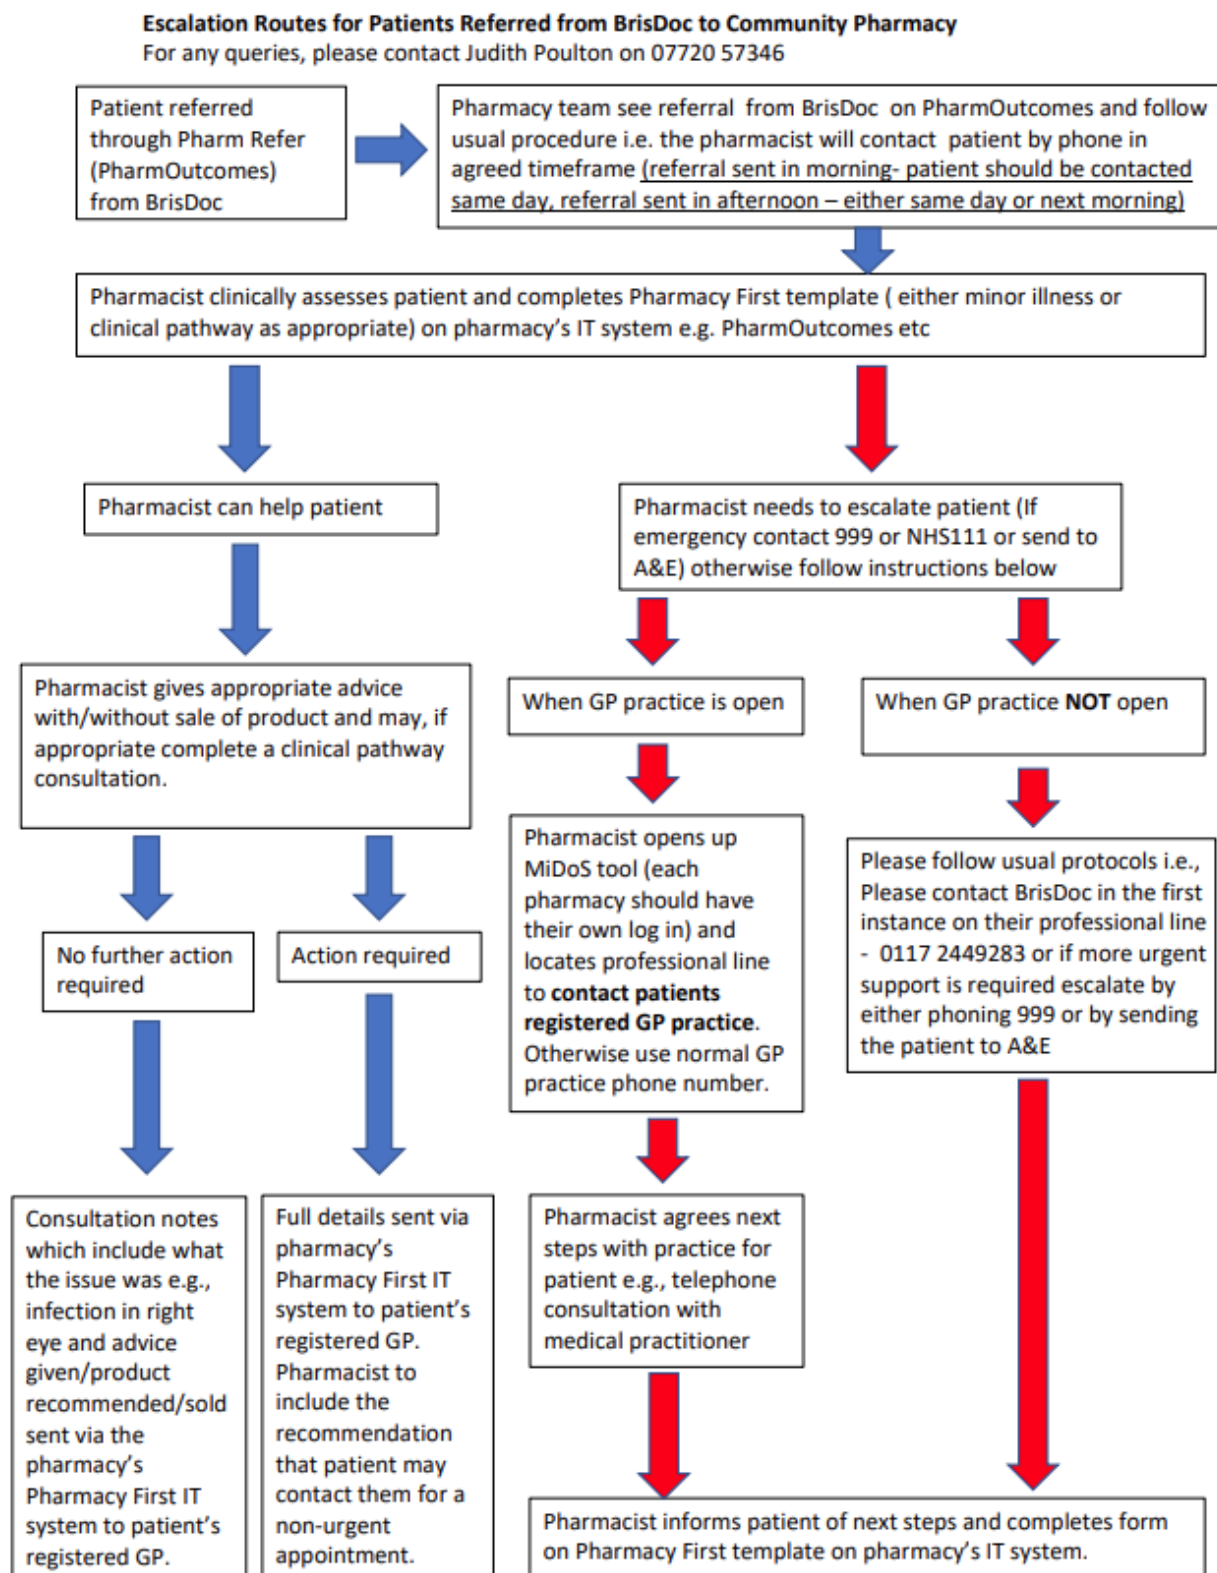 Escalation Routes for Patients Referred from BrisDoc to Community Pharmacy
For any queries, please contact Judith Poulton on 07720 57346
Patient referred
through Pharm Refer
(PharmOutcomes)
from BrisDoc
Pharmacy team see referral from BrisDoc on PharmOutcomes and follow
usual procedure i.e. the pharmacist will contact patient by phone in
agreed timeframe (referral sent in morning- patient should be contacted
same day, referral sent in afternoon – either same day or next morning)
Pharmacist clinically assesses patient and completes Pharmacy First template ( either minor illness or
clinical pathway as appropriate) on pharmacy’s IT system e.g. PharmOutcomes etc
Pharmacist can help patient
Pharmacist needs to escalate patient (If
emergency contact 999 or NHS111 or send to
A&E) otherwise follow instructions below
Pharmacist gives appropriate advice
with/without sale of product and may, if
appropriate complete a clinical pathway
consultation.
When GP practice is open
When GP practice NOT open
Pharmacist opens up
MiDoS tool (each
pharmacy should have
their own log in) and
locates professional line
to contact patients
registered GP practice.
Otherwise use normal GP
practice phone number.
Please follow usual protocols i.e.,
Please contact BrisDoc in the first
instance on their professional line
- 0117 2449283 or if more urgent
support is required escalate by
either phoning 999 or by sending
the patient to A&E
No further action
required
Action required
Consultation notes
which include what
the issue was e.g.,
infection in right
eye and advice
given/product
recommended/sold
sent via the
pharmacy’s
Pharmacy First IT
system to patient’s
registered GP.
Full details sent via
pharmacy’s
Pharmacy First IT
system to patient’s
registered GP.
Pharmacist to
include the
recommendation
that patient may
contact them for a
non-urgent
appointment.
Pharmacist agrees next
steps with practice for
patient e.g., telephone
consultation with
medical practitioner
Pharmacist informs patient of next steps and completes form
on Pharmacy First template on pharmacy’s IT system.